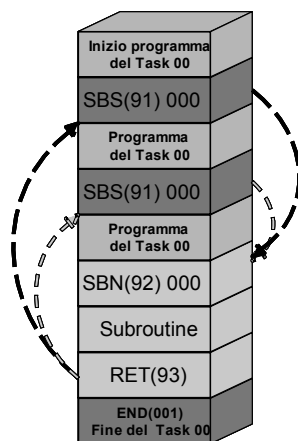 Inizio programma
del Task 00
SBS(91) 000
Programma
del Task 00
SBS(91) 000
Programma
del Task 00
SBN(92) 000
Subroutine
RET(93)
END(001)
Fine del Task 00